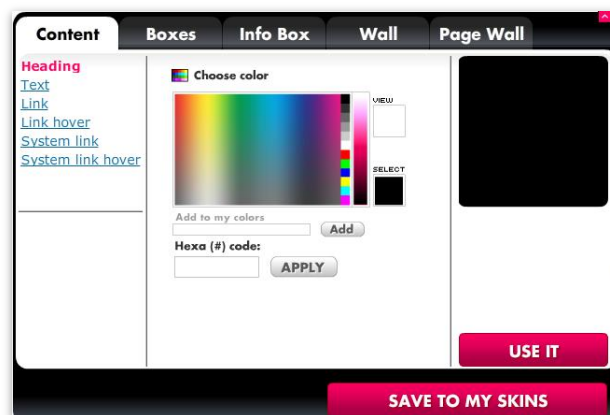 Content Boxes Info Box Wall Page Wall
Heading
Text
Link
Link hover
System link
System link hover
Choose color
VIEW
SELECT
Add to my colors
Add
Hexa (#) code:
APPLY
USE IT
SAVE TO MY SKINS